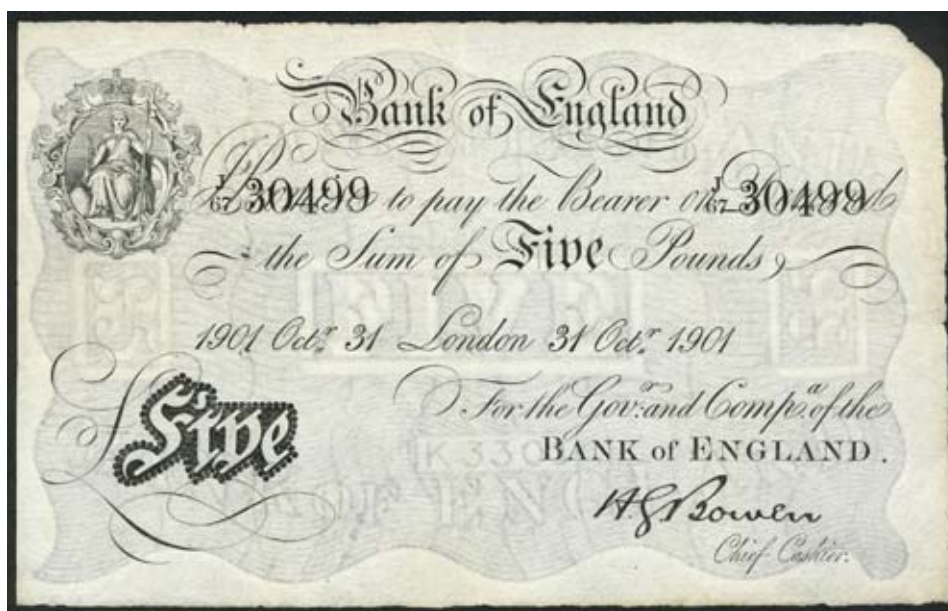 Bank of England
I Promise to pay the Bearer on Demand
J/67 30499 J/67 30499
the Sum of Five Pounds
1901 Octr. 31 London 31 Octr. 1901
For the Govr. and Compa. of the
BANK of ENGLAND.
Five
H G Bowen
Chief Cashier.
FIVE